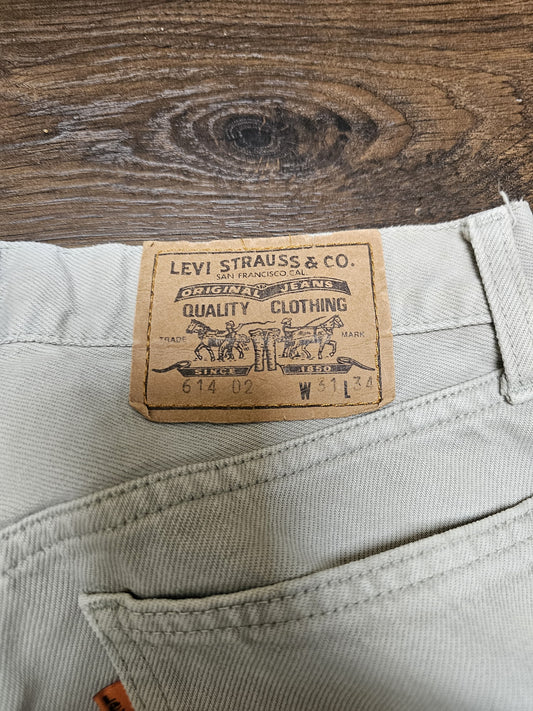 LEVI STRAUSS & CO.
SAN FRANCISCO, CAL.
ORIGINAL JEANS
QUALITY CLOTHING
TRADE MARK
SINCE 1850
614 02 W 31 L 34